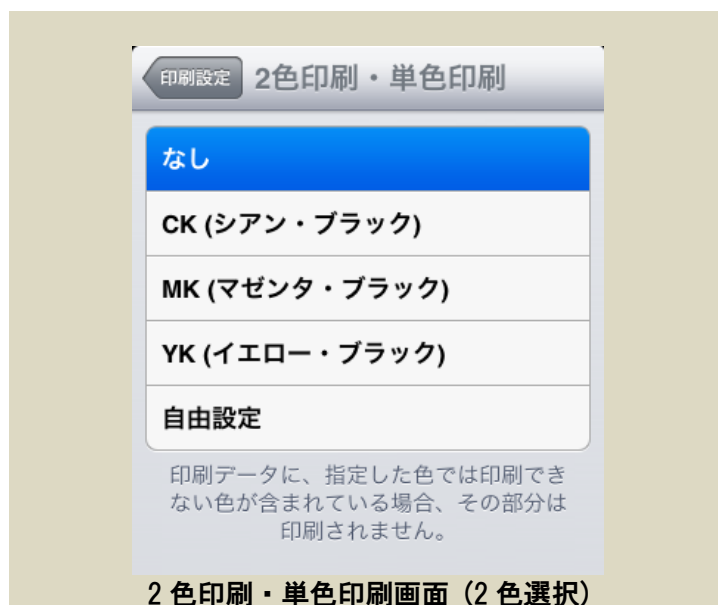 印刷設定 2色印刷・単色印刷
なし
CK (シアン・ブラック)
MK (マゼンタ・ブラック)
YK (イエロー・ブラック)
自由設定
印刷データに、指定した色では印刷でき
ない色が含まれている場合、その部分は
印刷されません。
2 色印刷・単色印刷画面（2 色選択）